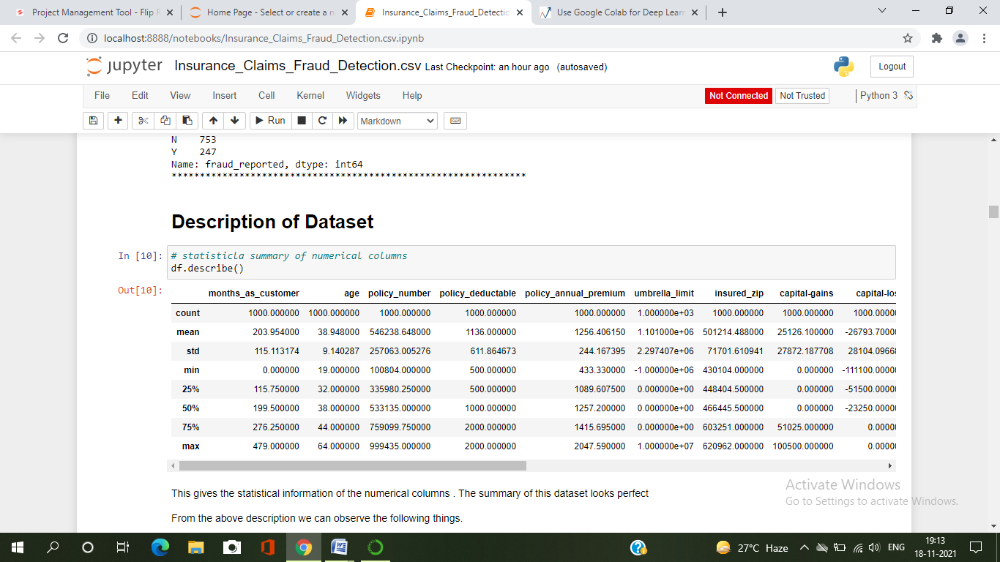 Project Management Tool - Flip F
Home Page - Select or create a n
Insurance_Claims_Fraud_Detectio
Use Google Colab for Deep Learn
localhost:8888/notebooks/Insurance_Claims_Fraud_Detection.csv.ipynb
jupyter Insurance_Claims_Fraud_Detection.csv Last Checkpoint: an hour ago (autosaved)
Logout
File Edit View Insert Cell Kernel Widgets Help
Not Connected Not Trusted Python 3
Run Markdown
N 753
Y 247
Name: fraud_reported, dtype: int64
***************************************************************
Description of Dataset
In [10]: # statisticla summary of numerical columns
df.describe()
Out[10]:
months_as_customer age policy_number policy_deductable policy_annual_premium umbrella_limit insured_zip capital-gains capital-los
count 1000.000000 1000.000000 1000.000000 1000.000000 1000.000000 1.000000e+03 1000.000000 1000.000000 1000.0000
mean 203.954000 38.948000 546238.648000 1136.000000 1256.406150 1.101000e+06 501214.488000 25126.100000 -26793.7000
std 115.113174 9.140287 257063.005276 611.864673 244.167395 2.297407e+06 71701.610941 27872.187708 28104.0966
min 0.000000 19.000000 100804.000000 500.000000 433.330000 -1.000000e+06 430104.000000 0.000000 -111100.0000
25% 115.750000 32.000000 335980.250000 500.000000 1089.607500 0.000000e+00 448404.500000 0.000000 -51500.0000
50% 199.500000 38.000000 533135.000000 1000.000000 1257.200000 0.000000e+00 466445.500000 0.000000 -23250.0000
75% 276.250000 44.000000 759099.750000 2000.000000 1415.695000 0.000000e+00 603251.000000 51025.000000 0.0000
max 479.000000 64.000000 999435.000000 2000.000000 2047.590000 1.000000e+07 620962.000000 100500.000000 0.0000
This gives the statistical information of the numerical columns . The summary of this dataset looks perfect
From the above description we can observe the following things.
Activate Windows
Go to Settings to activate Windows.
27°C Haze
ENG
19:13
18-11-2021